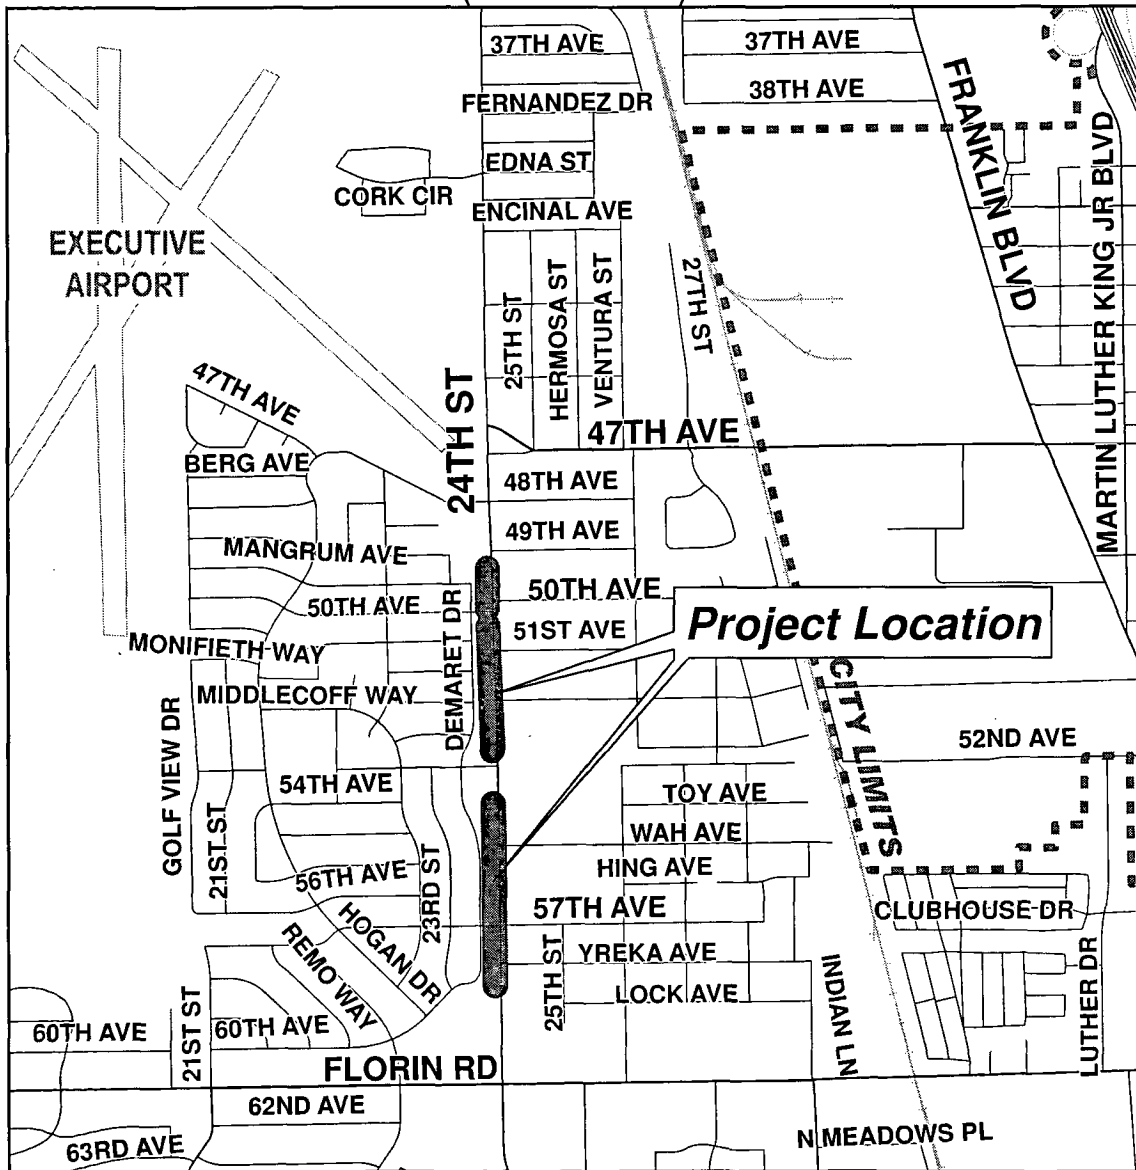 37TH AVE
37TH AVE
38TH AVE
FERNANDEZ DR
FRANKLIN BLVD
MARTIN LUTHER KING JR BLVD
EDNA ST
CORK CIR
ENCINAL AVE
EXECUTIVE
AIRPORT
25TH ST
HERMOSA ST
VENTURA ST
27TH ST
47TH AVE
24TH ST
47TH AVE
BERG AVE
48TH AVE
49TH AVE
MANGRUM AVE
50TH AVE
50TH AVE
DEMARET DR
51ST AVE
Project Location
MONIFIETH WAY
MIDDLECOFF WAY
CITY LIMITS
GOLF VIEW DR
52ND AVE
54TH AVE
TOY AVE
21ST ST
WAH AVE
23RD ST
HING AVE
56TH AVE
57TH AVE
CLUBHOUSE DR
HOGAN DR
REMO WAY
25TH ST
YREKA AVE
LOCK AVE
INDIAN LN
LUTHER DR
60TH AVE
21ST ST
60TH AVE
FLORIN RD
62ND AVE
63RD AVE
N MEADOWS PL